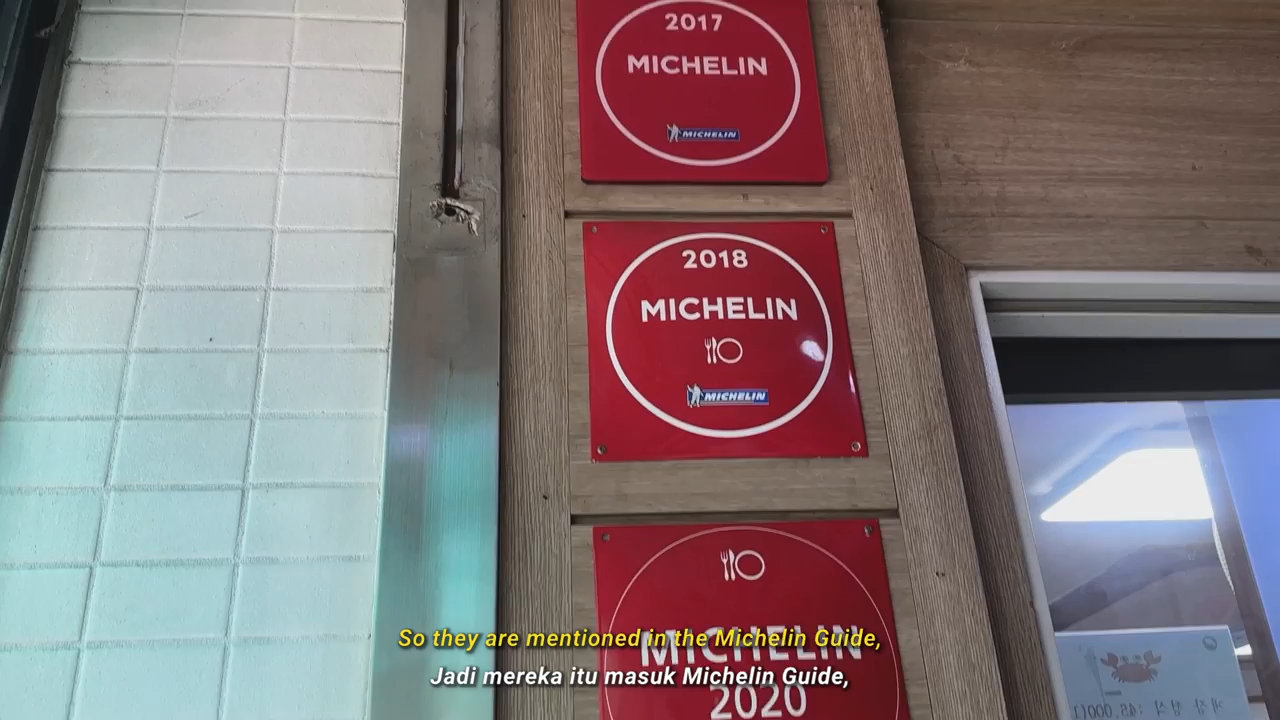 2017
MICHELIN
MICHELIN
2018
MICHELIN
MICHELIN
MICHELIN
2020
So they are mentioned in the Michelin Guide,
Jadi mereka itu masuk Michelin Guide,